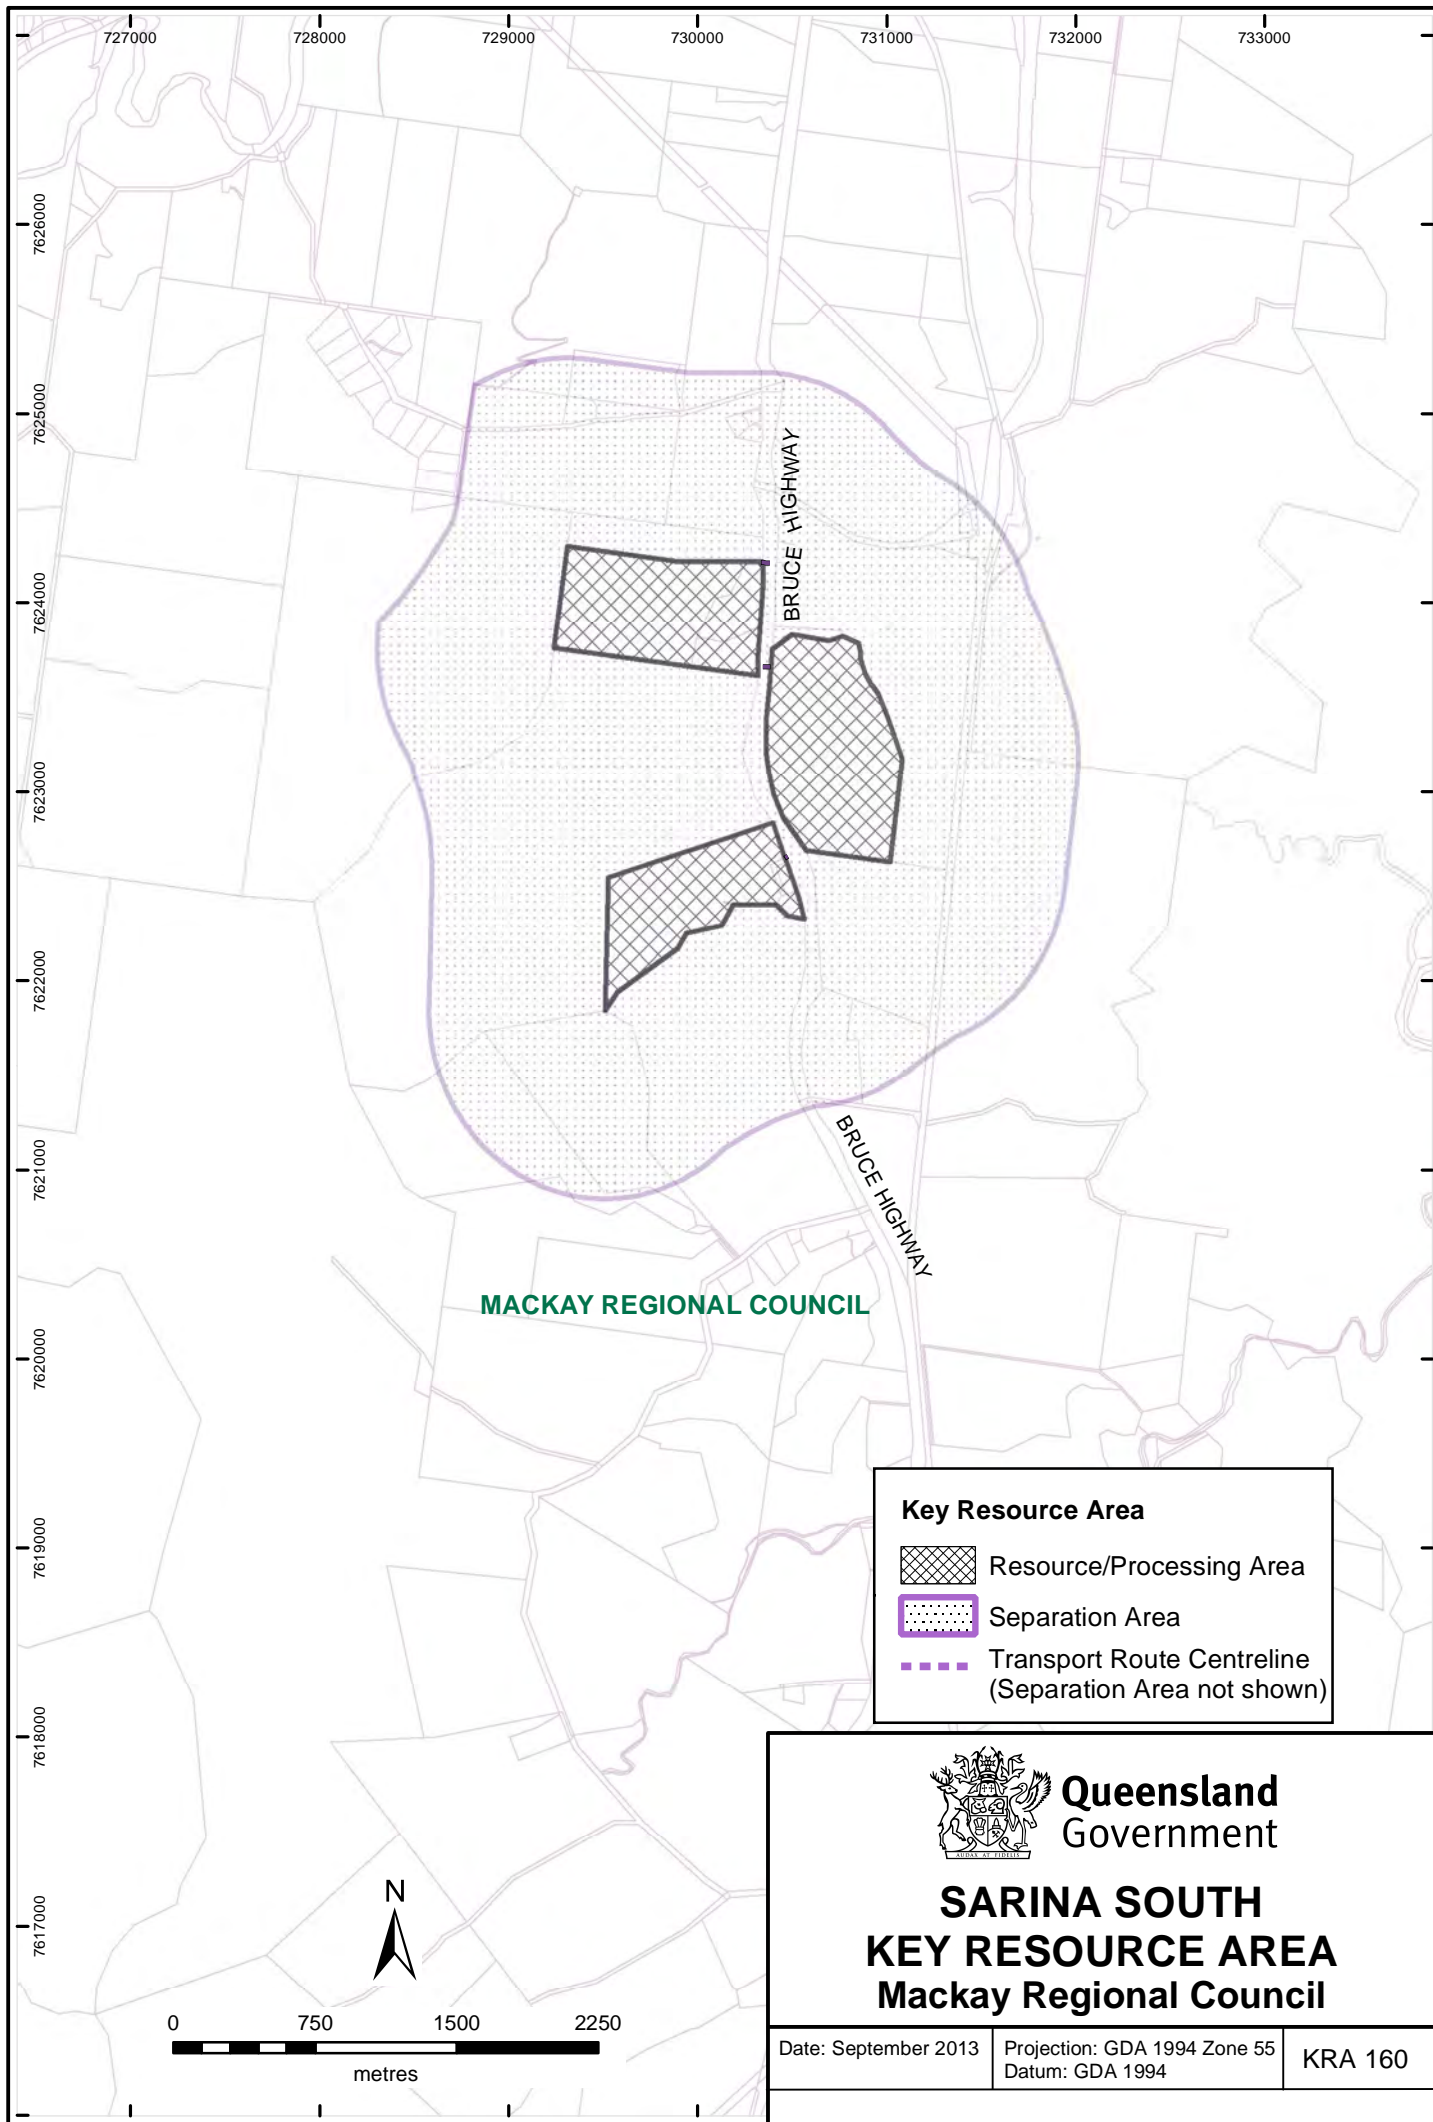 727000
728000
729000
730000
731000
732000
733000
7626000
7625000
7624000
7623000
7622000
7621000
7620000
7619000
7618000
7617000
BRUCE HIGHWAY
BRUCE HIGHWAY
MACKAY REGIONAL COUNCIL
Key Resource Area
Resource/Processing Area
Separation Area
Transport Route Centreline
(Separation Area not shown)
N
0 750 1500 2250
metres
AUDAX AT FIDELIS
Queensland
Government
SARINA SOUTH
KEY RESOURCE AREA
Mackay Regional Council
Date: September 2013
Projection: GDA 1994 Zone 55
Datum: GDA 1994
KRA 160